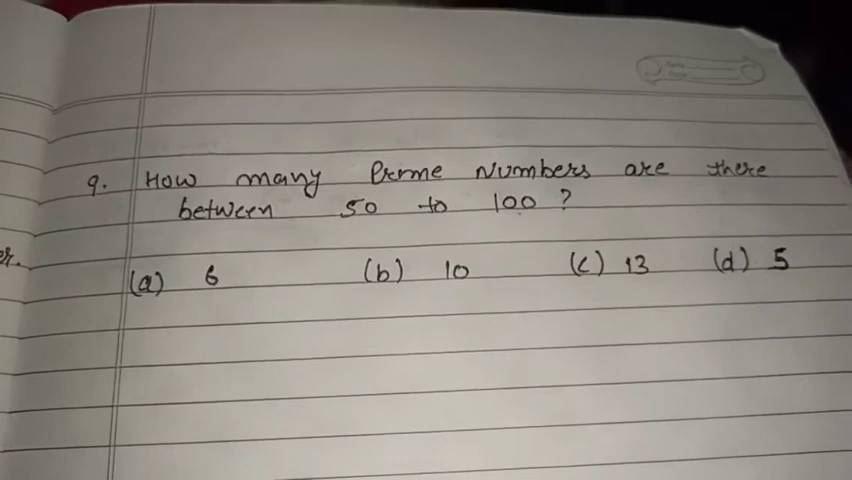 9. How many Prime Numbers are there
between 50 to 100 ?
(a) 6 (b) 10 (c) 13 (d) 5